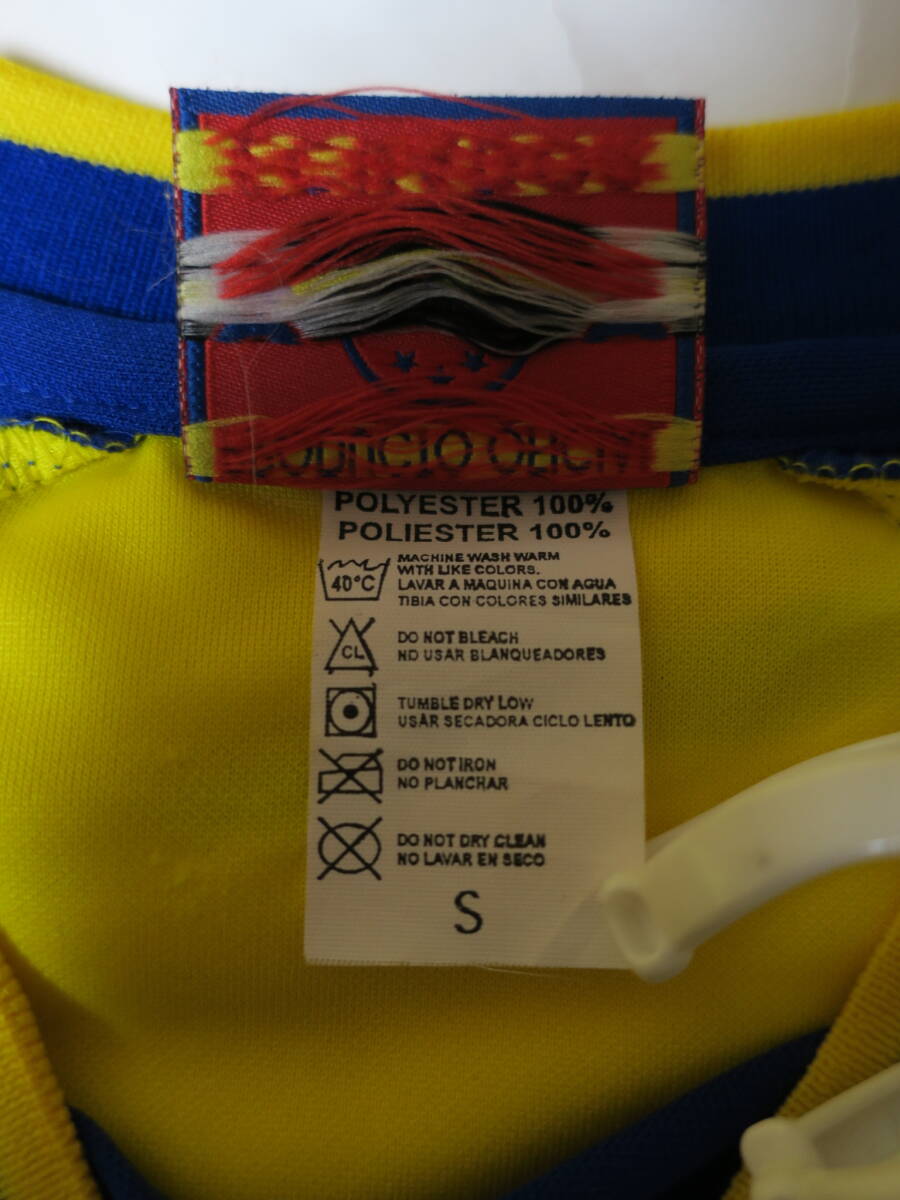 POLYESTER 100%
POLIESTER 100%
40°C
MACHINE WASH WARM
WITH LIKE COLORS.
LAVAR A MAQUINA CON AGUA
TIBIA CON COLORES SIMILARES
CL
DO NOT BLEACH
NO USAR BLANQUEADORES
TUMBLE DRY LOW
USAR SECADORA CICLO LENTO
DO NOT IRON
NO PLANCHAR
DO NOT DRY CLEAN
NO LAVAR EN SECO
S